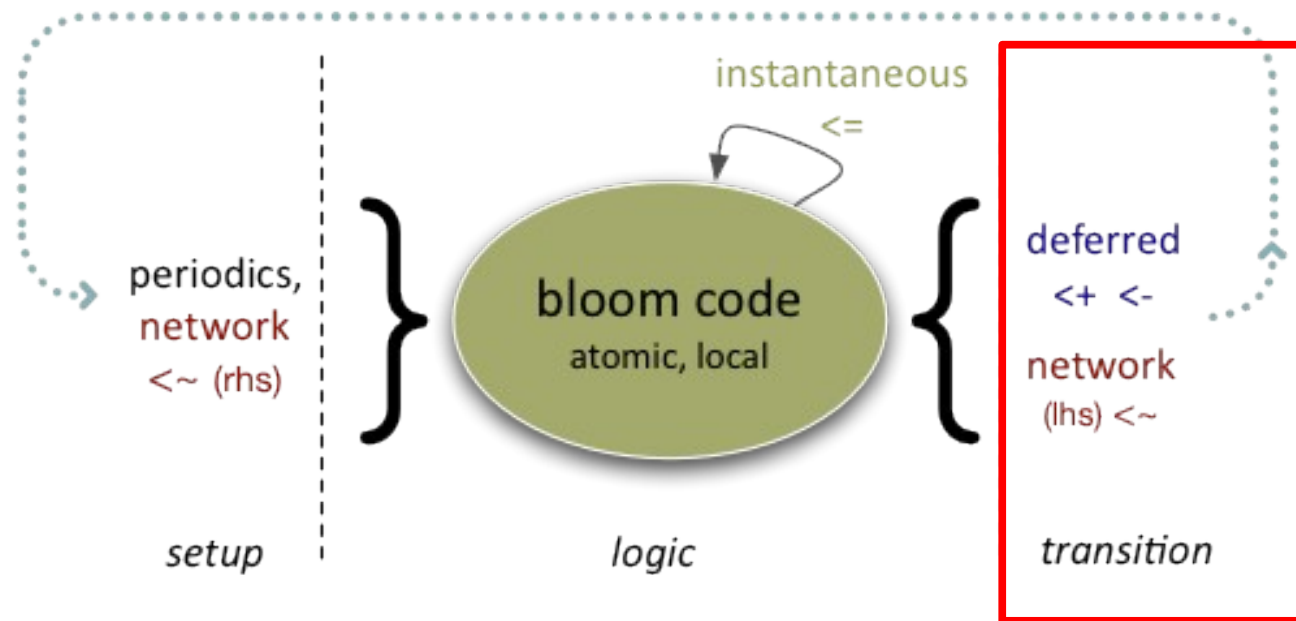 instantaneous
<=
periodics,
network
<~ (rhs)
bloom code
atomic, local
deferred
<+ <-
network
(lhs) <~
setup
logic
transition